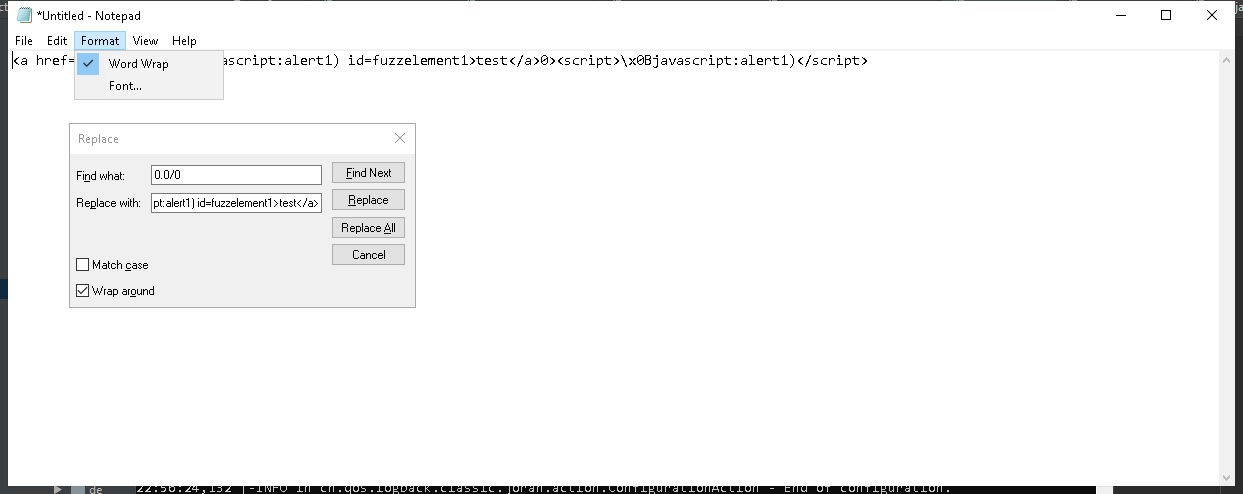 *Untitled - Notepad
File Edit Format View Help
<a href= ascript:alert1) id=fuzzelement1>test</a>0><script>\x0Bjavascript:alert1)</script>
Word Wrap
Font...
Replace
Find what: 0.0/0 Find Next
Replace with: pt:alert1) id=fuzzelement1>test</a> Replace
Replace All
Cancel
Match case
Wrap around
de 22:56:24,132 |-INFO in ch.qos.logback.classic.joran.action.ConfigurationAction - End of configuration.